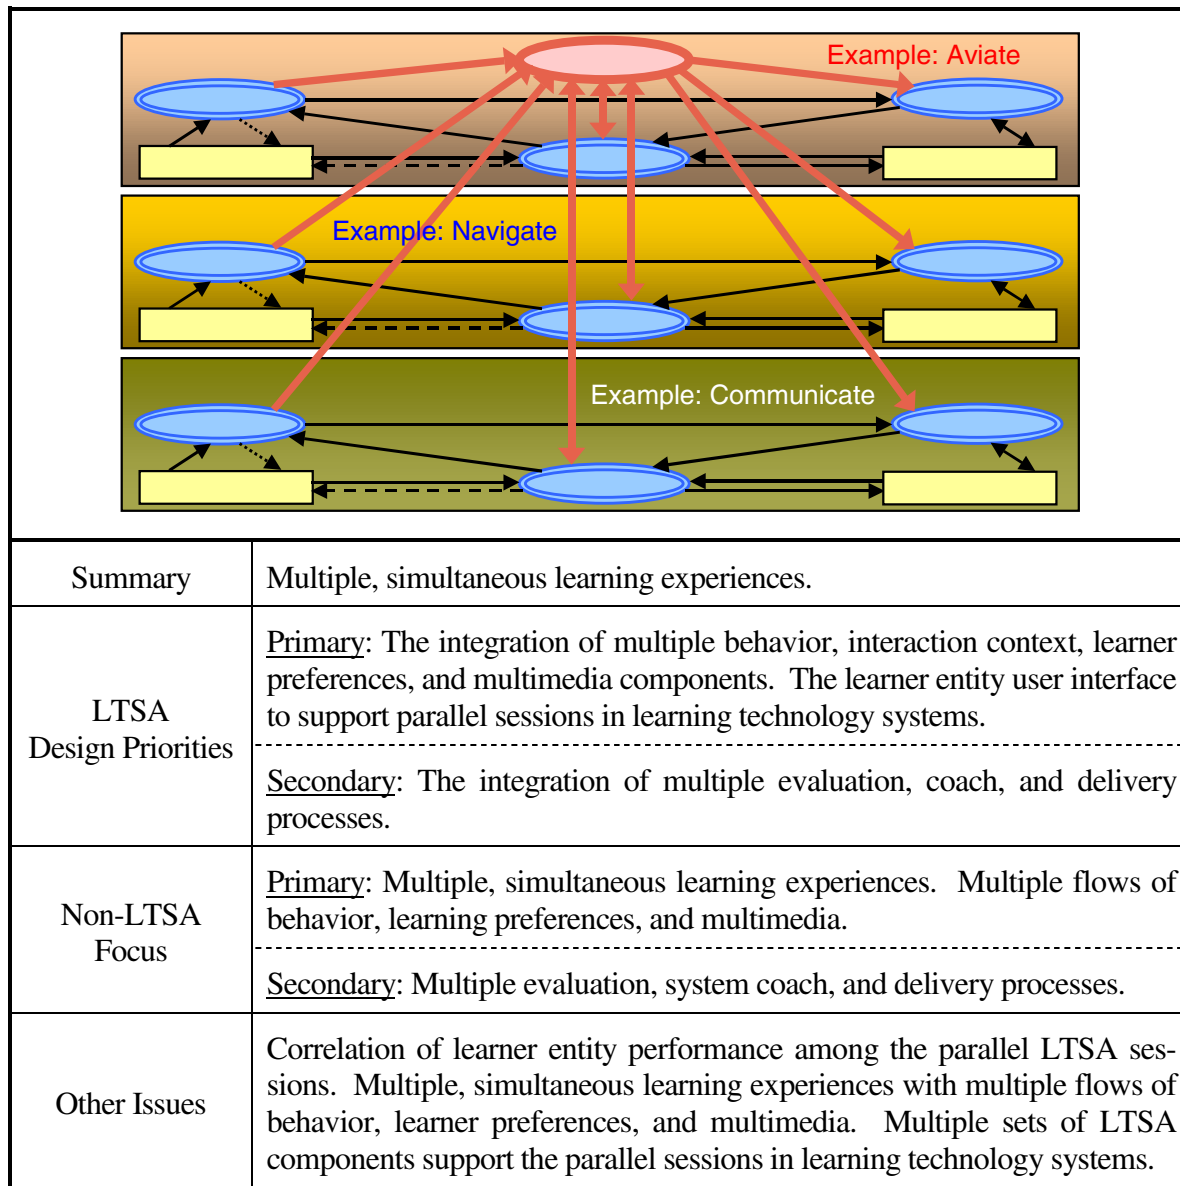 Example: Aviate
Example: Navigate
Example: Communicate
Summary
Multiple, simultaneous learning experiences.
LTSA
Design Priorities
Primary: The integration of multiple behavior, interaction context, learner
preferences, and multimedia components. The learner entity user interface
to support parallel sessions in learning technology systems.
Secondary: The integration of multiple evaluation, coach, and delivery
processes.
Non-LTSA
Focus
Primary: Multiple, simultaneous learning experiences. Multiple flows of
behavior, learning preferences, and multimedia.
Secondary: Multiple evaluation, system coach, and delivery processes.
Other Issues
Correlation of learner entity performance among the parallel LTSA ses-
sions. Multiple, simultaneous learning experiences with multiple flows of
behavior, learner preferences, and multimedia. Multiple sets of LTSA
components support the parallel sessions in learning technology systems.